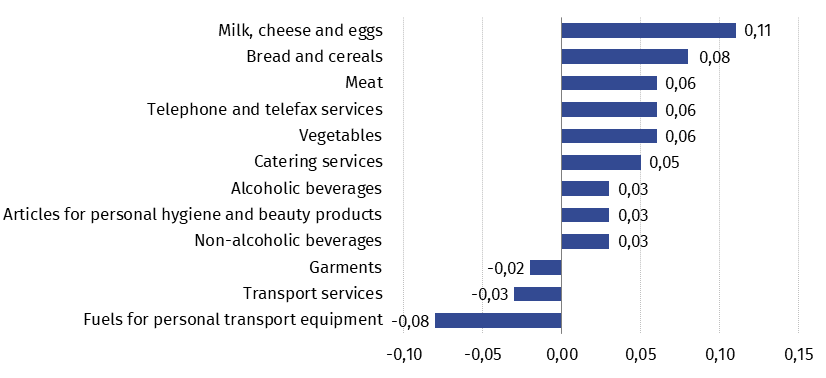 Milk, cheese and eggs 0,11
Bread and cereals 0,08
Meat 0,06
Telephone and telefax services 0,06
Vegetables 0,06
Catering services 0,05
Alcoholic beverages 0,03
Articles for personal hygiene and beauty products 0,03
Non-alcoholic beverages 0,03
Garments -0,02
Transport services -0,03
Fuels for personal transport equipment -0,08
-0,10 -0,05 0,00 0,05 0,10 0,15